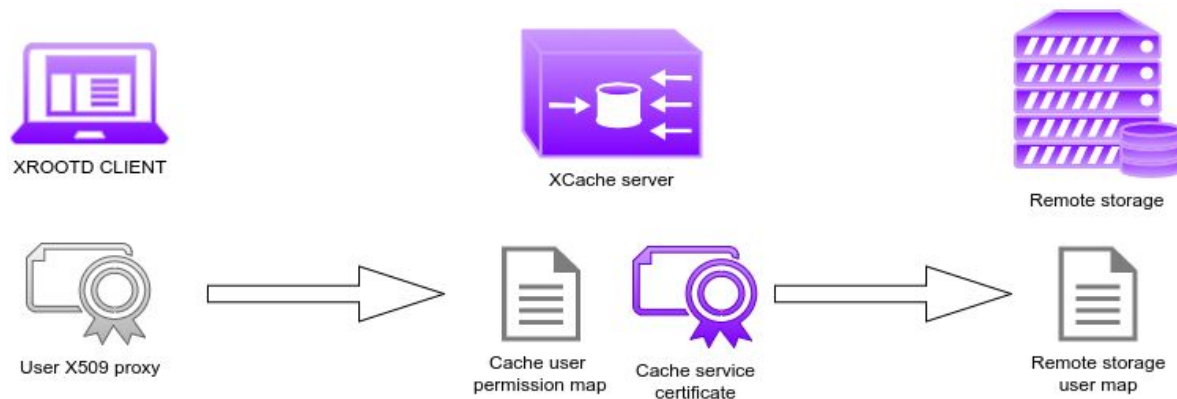 XROOTD CLIENT
XCache server
Remote storage
User X509 proxy
Cache user
permission map
Cache service
certificate
Remote storage
user map